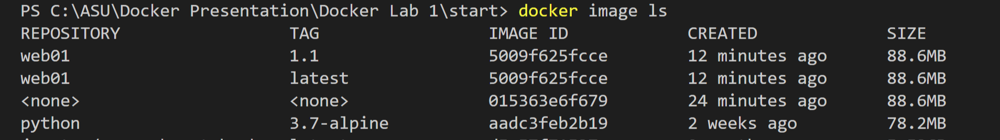 PS C:\ASU\Docker Presentation\Docker Lab 1\start> docker image ls
REPOSITORY TAG IMAGE ID CREATED SIZE
web01 1.1 5009f625fcce 12 minutes ago 88.6MB
web01 latest 5009f625fcce 12 minutes ago 88.6MB
<none> <none> 015363e6f679 24 minutes ago 88.6MB
python 3.7-alpine aadc3feb2b19 2 weeks ago 78.2MB